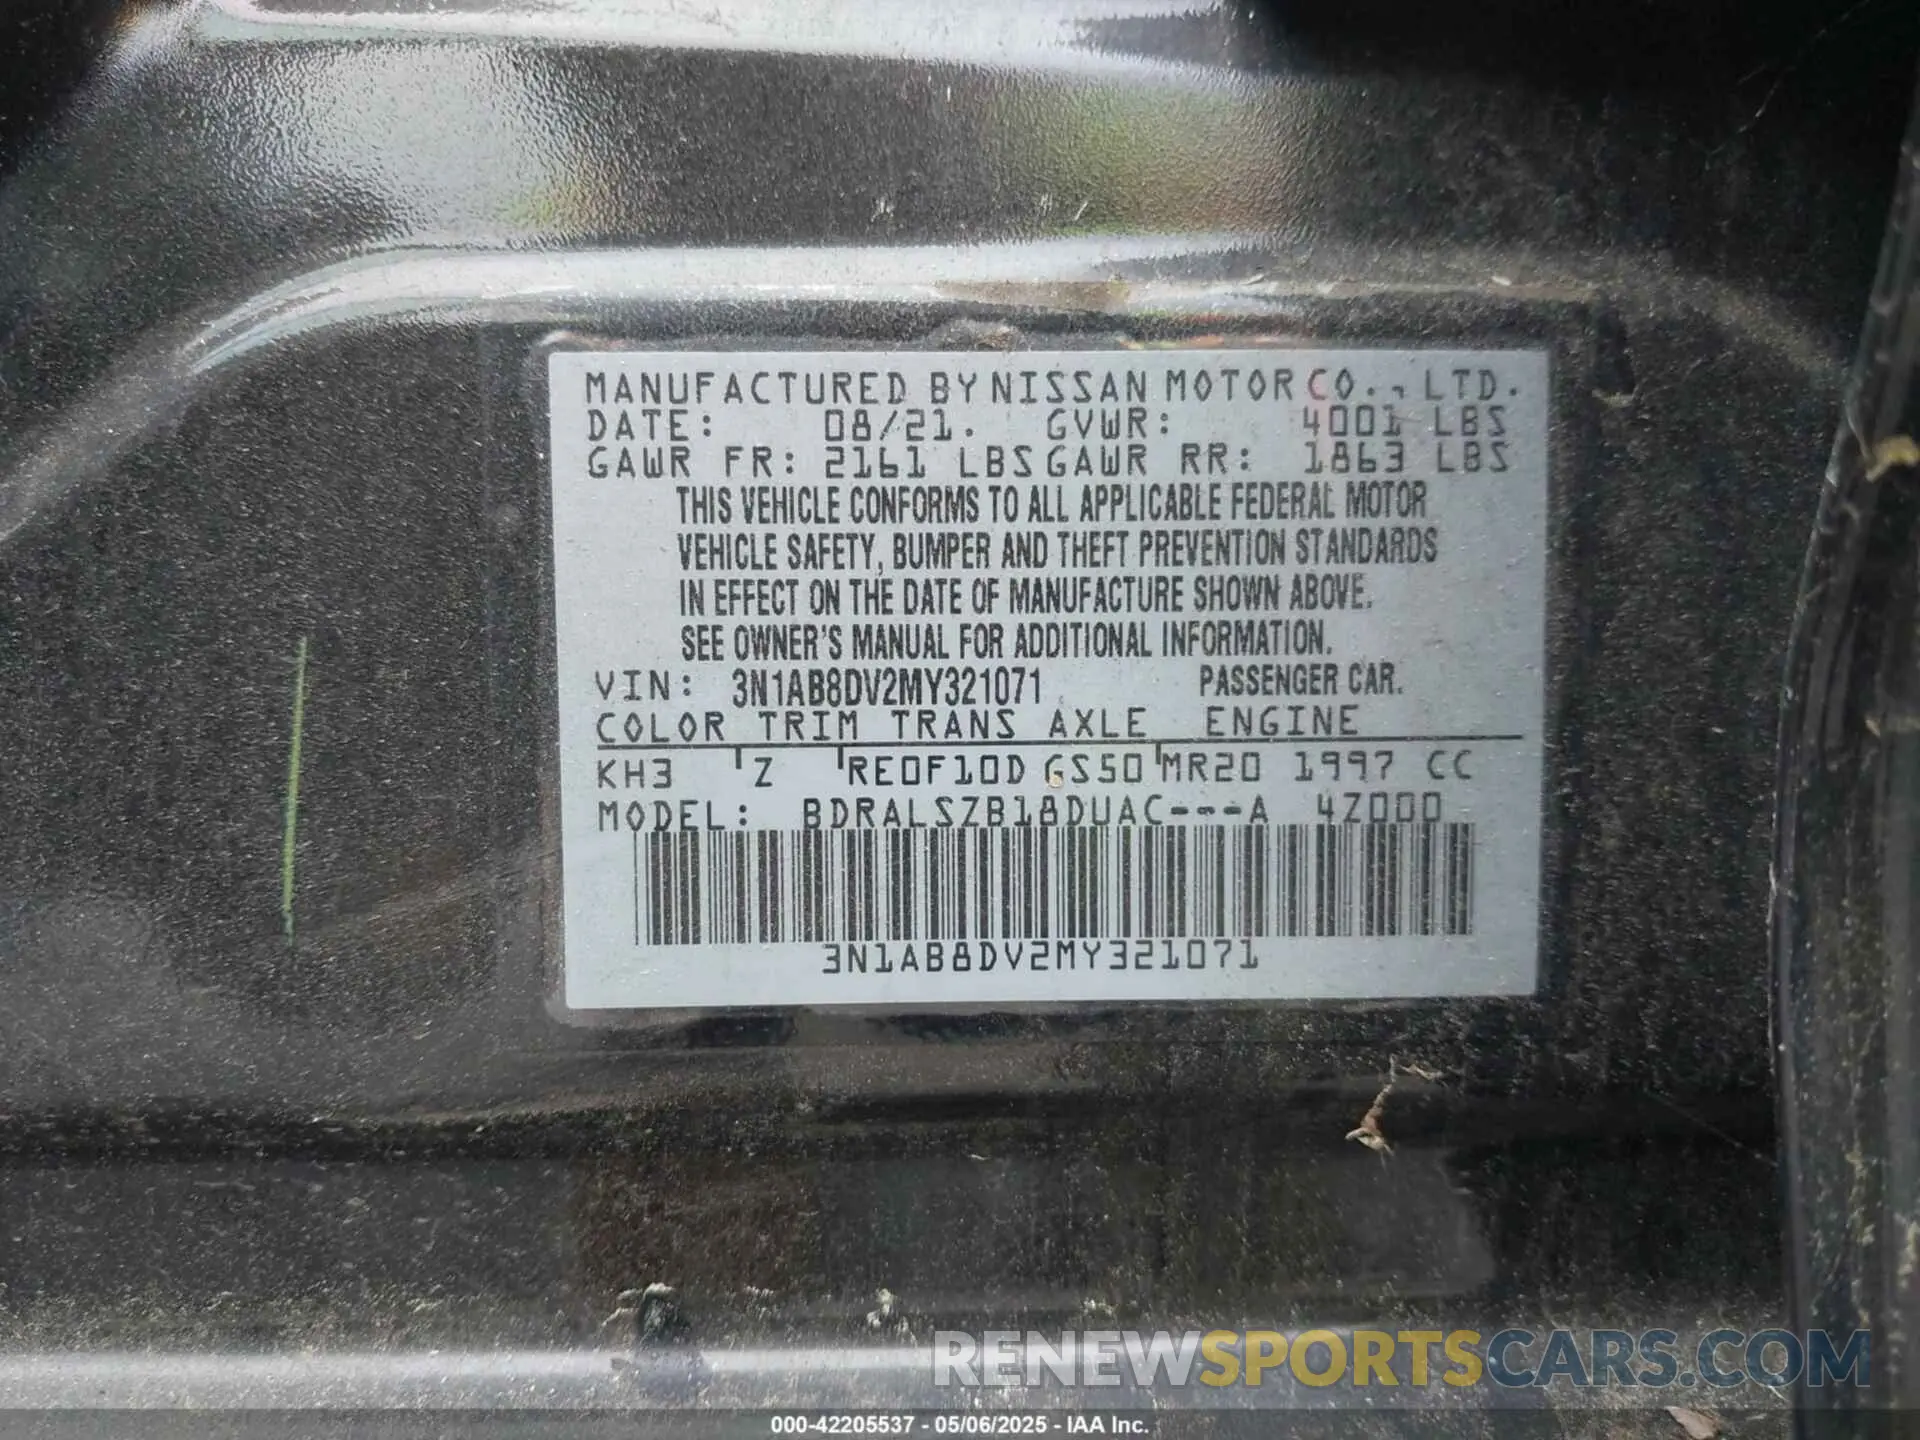 MANUFACTURED BY NISSAN MOTOR CO., LTD.
DATE: 08/21. GVWR: 4001 LBS
GAWR FR: 2161 LBS GAWR RR: 1863 LBS
THIS VEHICLE CONFORMS TO ALL APPLICABLE FEDERAL MOTOR
VEHICLE SAFETY, BUMPER AND THEFT PREVENTION STANDARDS
IN EFFECT ON THE DATE OF MANUFACTURE SHOWN ABOVE.
SEE OWNER'S MANUAL FOR ADDITIONAL INFORMATION.
VIN: 3N1AB8DV2MY321071 PASSENGER CAR.
COLOR TRIM TRANS AXLE ENGINE
KH3 Z RE0F10D GS50 MR20 1997 CC
MODEL: BDRALSZB18DUAC---A 4Z000
3N1AB8DV2MY321071
RENEWSPORTSCARS.COM
000-42205537 - 05/06/2025 - IAA Inc.